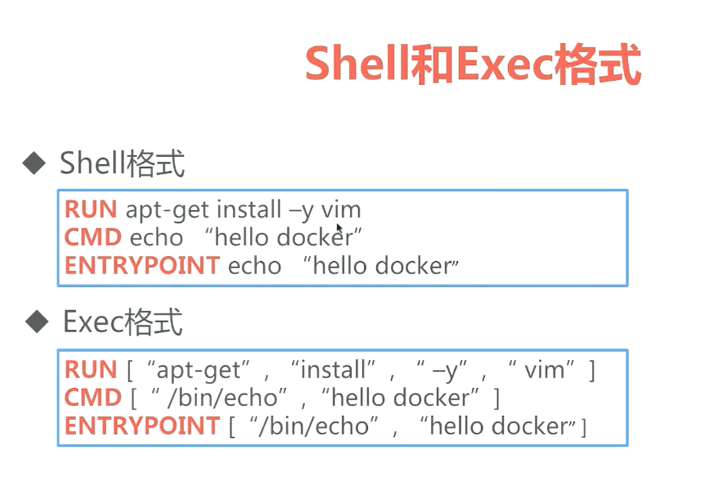 Shell和Exec格式
Shell格式
RUN apt-get install –y vim
CMD echo “hello docker”
ENTRYPOINT echo “hello docker”
Exec格式
RUN [“apt-get” , “install” , “ –y” , “ vim” ]
CMD [“ /bin/echo” , “hello docker” ]
ENTRYPOINT [“/bin/echo” , “hello docker” ]